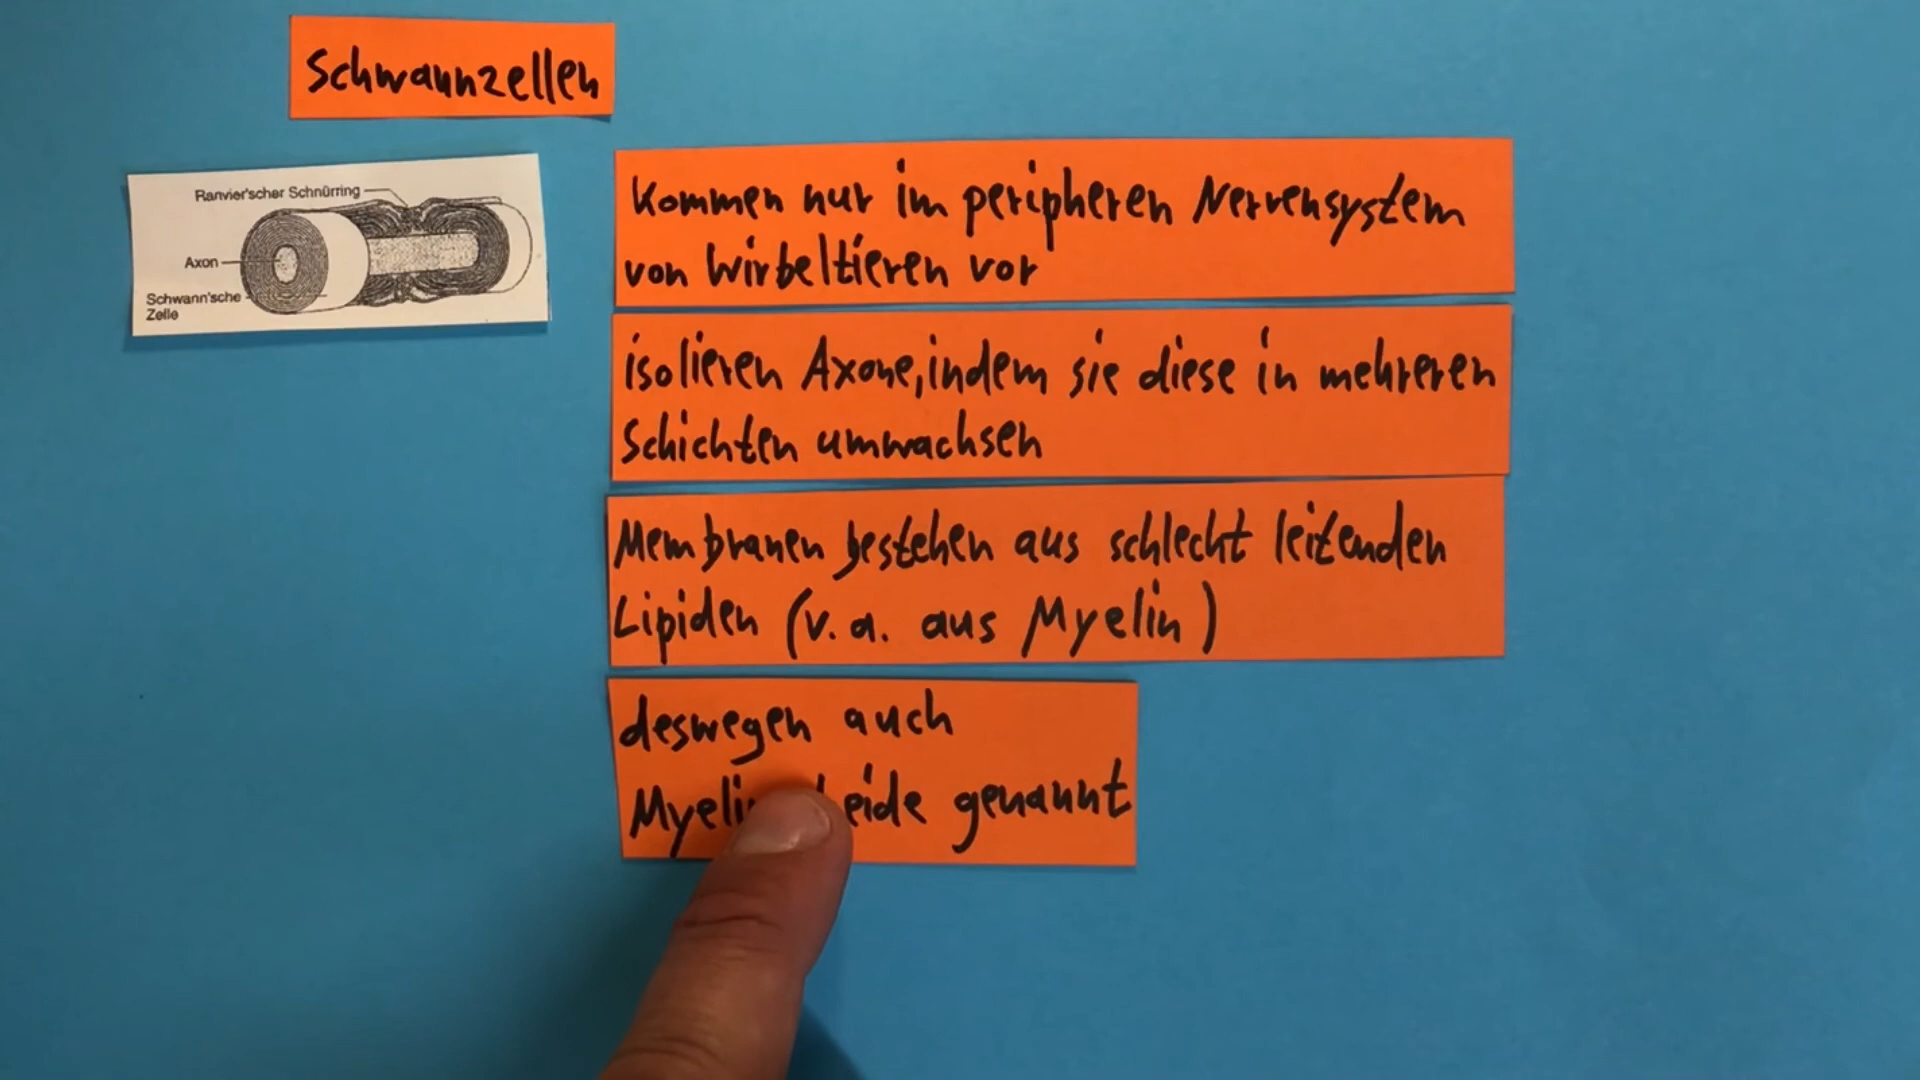 Schwannzellen
Ranvier'scher Schnürring
Axon
Schwann'sche
Zelle
Kommen nur im peripheren Nervensystem
von Wirbeltieren vor
isolieren Axone, indem sie diese in mehreren
Schichten umwachsen
Membranen bestehen aus schlecht leitenden
Lipiden (v.a. aus Myelin)
deswegen auch
genannt